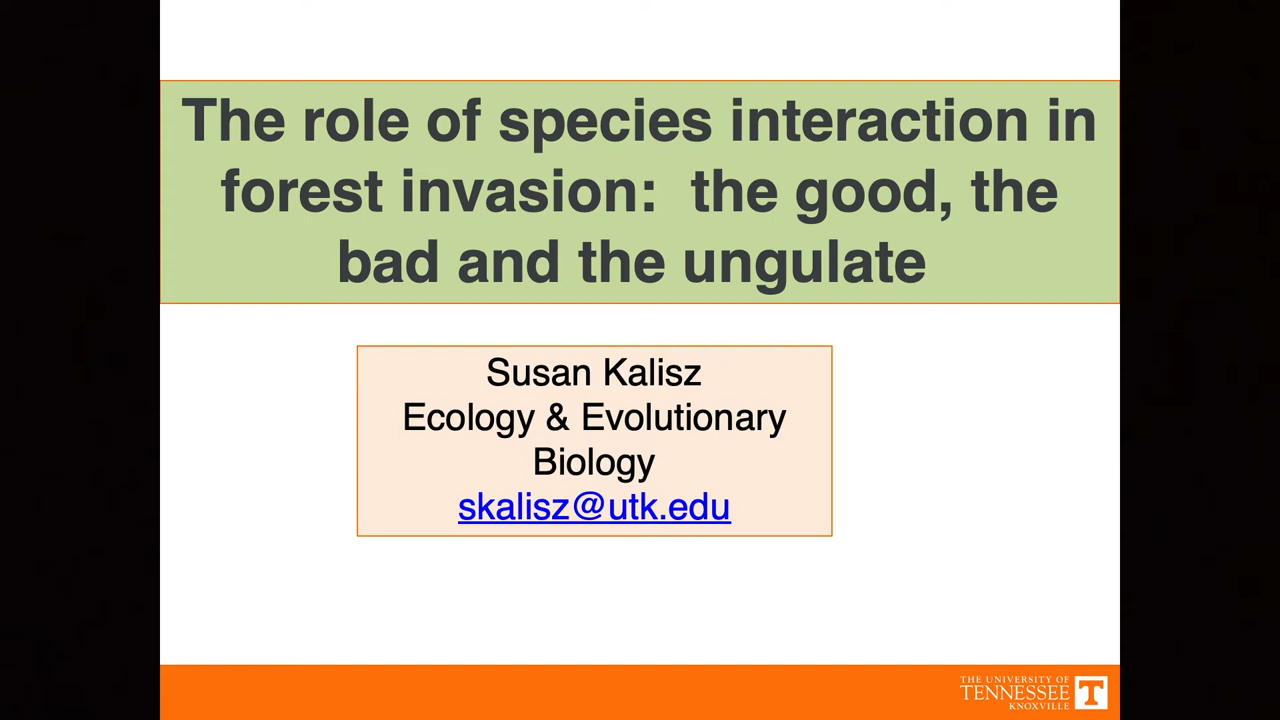 The role of species interaction in
forest invasion:  the good, the
bad and the ungulate
Susan Kalisz
Ecology & Evolutionary
Biology
skalisz@utk.edu
THE UNIVERSITY OF
TENNESSEE
KNOXVILLE
T